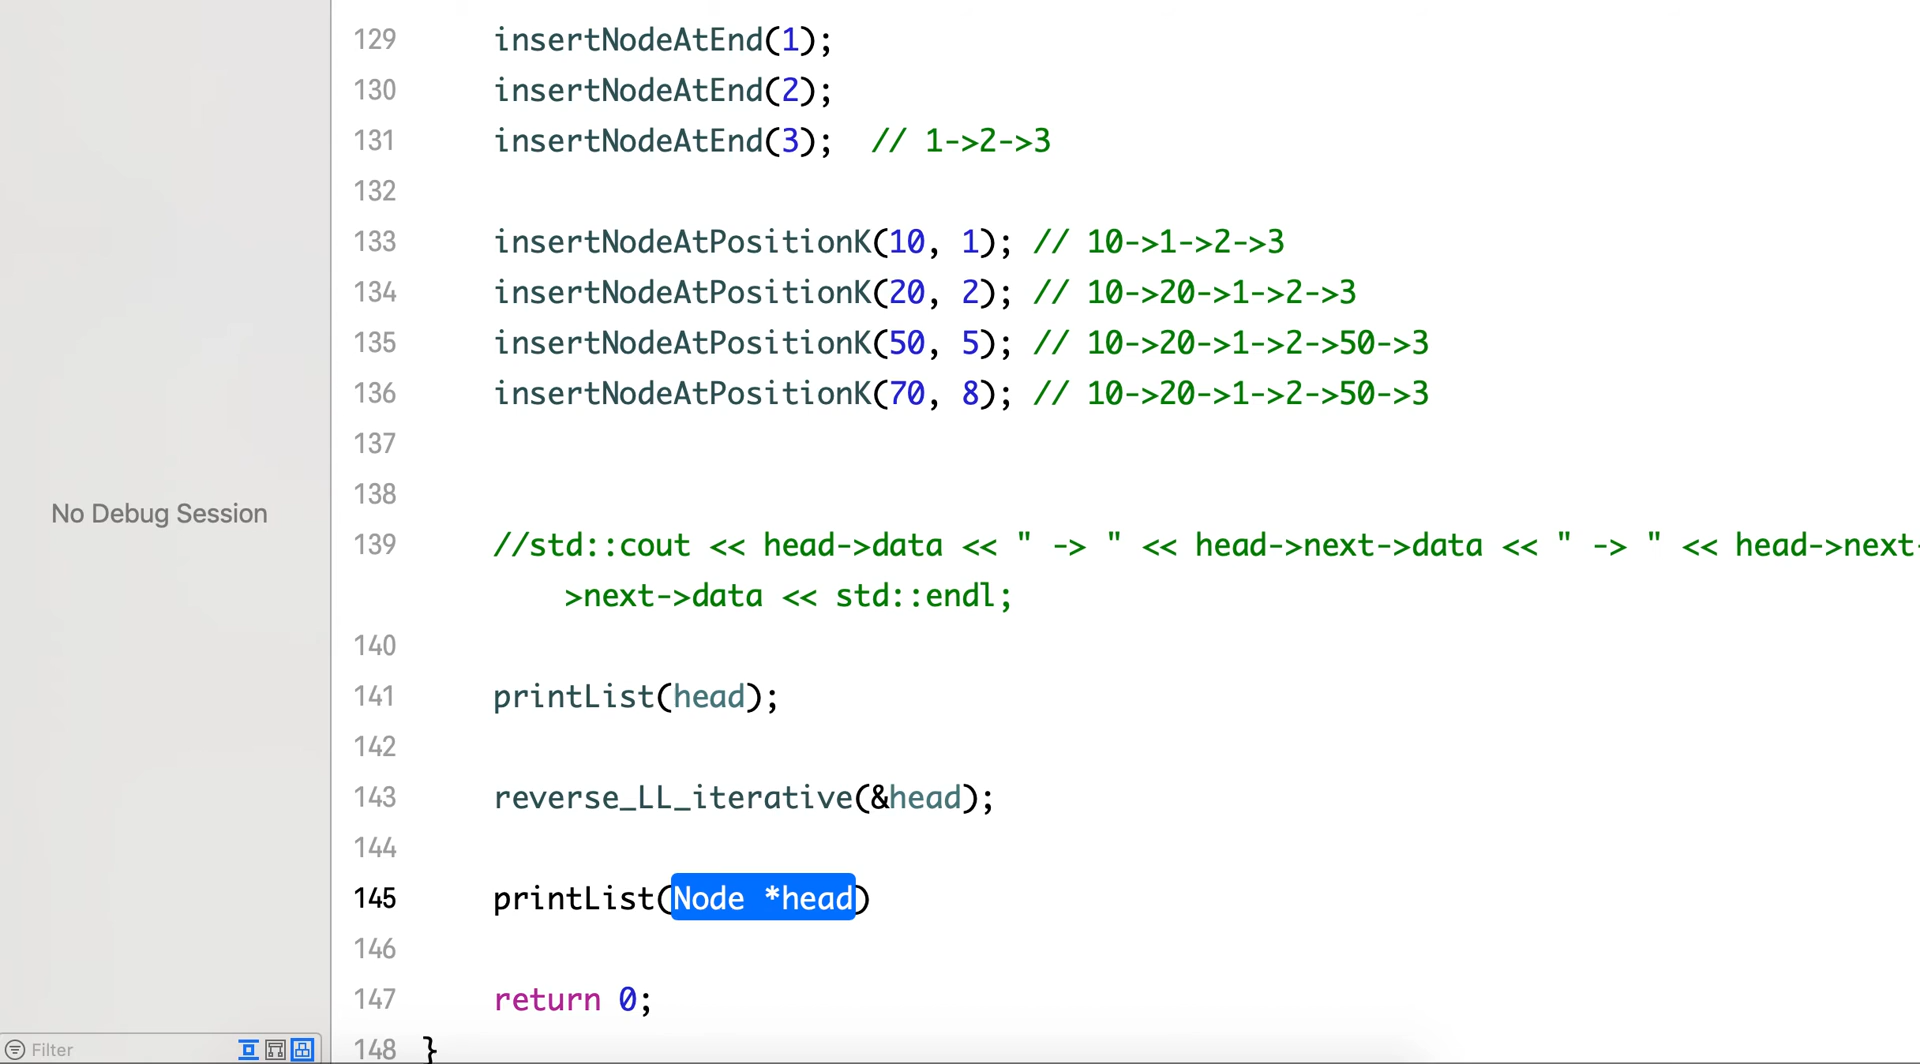 129 insertNodeAtEnd(1);
130 insertNodeAtEnd(2);
131 insertNodeAtEnd(3);  // 1->2->3
132
133 insertNodeAtPositionK(10, 1); // 10->1->2->3
134 insertNodeAtPositionK(20, 2); // 10->20->1->2->3
135 insertNodeAtPositionK(50, 5); // 10->20->1->2->50->3
136 insertNodeAtPositionK(70, 8); // 10->20->1->2->50->3
137
138
No Debug Session
139 //std::cout << head->data << " -> " << head->next->data << " -> " << head->next-
>next->data << std::endl;
140
141 printList(head);
142
143 reverse_LL_iterative(&head);
144
145 printList(Node *head)
146
147 return 0;
148 }
Filter